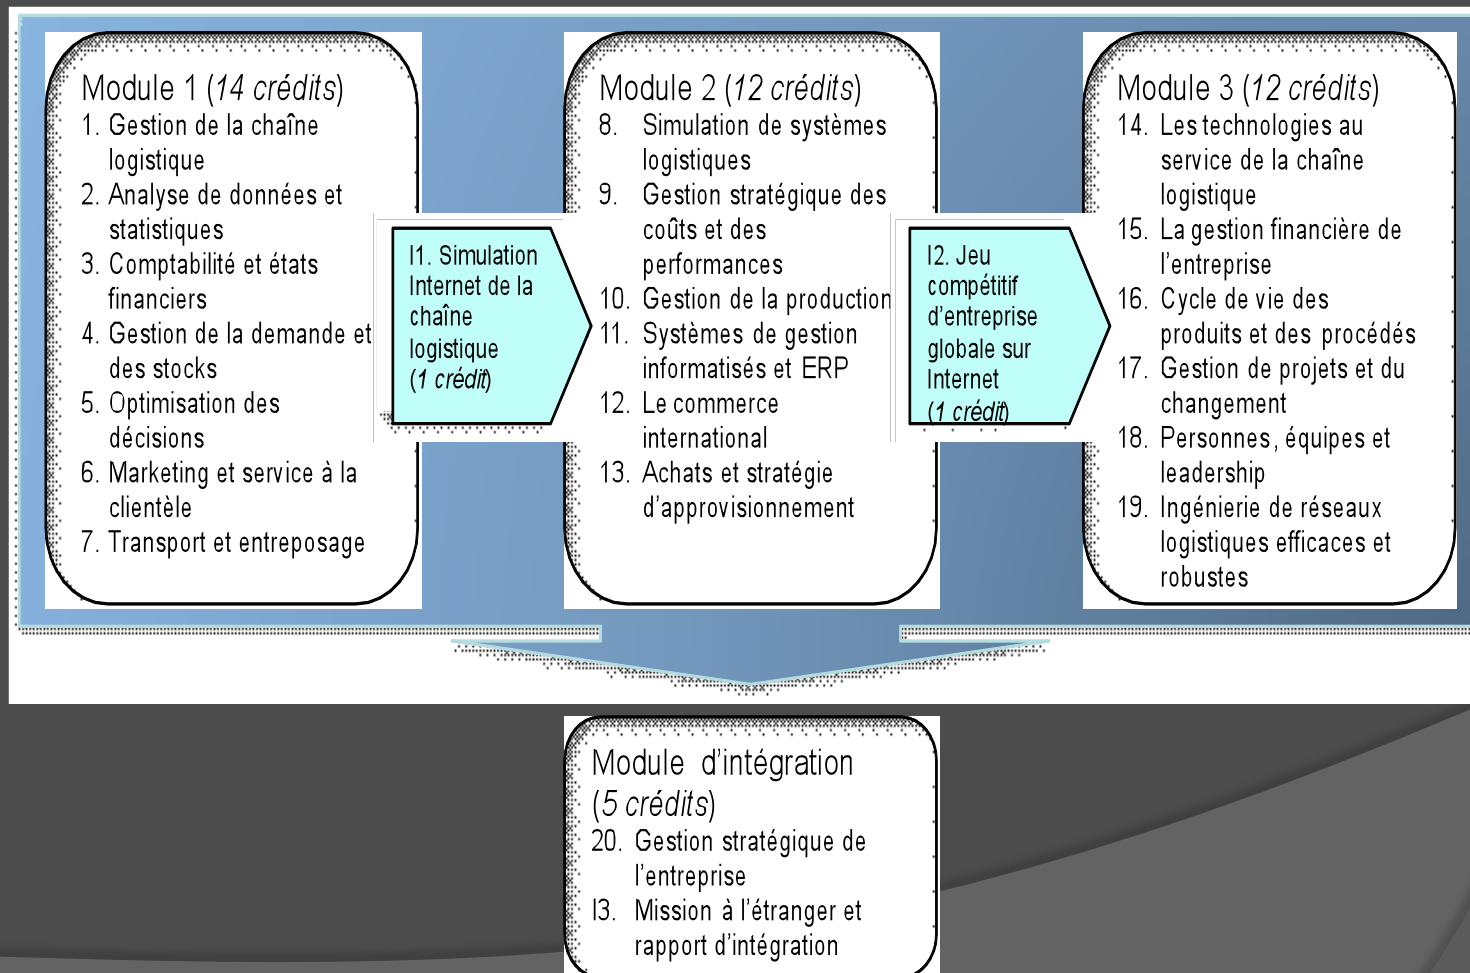 Module 1 (14 crédits)
1. Gestion de la chaîne
logistique
2. Analyse de données et
statistiques
3. Comptabilité et états
financiers
4. Gestion de la demande et
des stocks
5. Optimisation des
décisions
6. Marketing et service à la
clientèle
7. Transport et entreposage
I1. Simulation
Internet de la
chaîne
logistique
(1 crédit)
Module 2 (12 crédits)
8. Simulation de systèmes
logistiques
9. Gestion stratégique des
coûts et des
performances
10. Gestion de la production
11. Systèmes de gestion
informatisés et ERP
12. Le commerce
international
13. Achats et stratégie
d'approvisionnement
I2. Jeu
compétitif
d'entreprise
globale sur
Internet
(1 crédit)
Module 3 (12 crédits)
14. Les technologies au
service de la chaîne
logistique
15. La gestion financière de
l'entreprise
16. Cycle de vie des
produits et des procédés
17. Gestion de projets et du
changement
18. Personnes, équipes et
leadership
19. Ingénierie de réseaux
logistiques efficaces et
robustes
Module d'intégration
(5 crédits)
20. Gestion stratégique de
l'entreprise
I3. Mission à l'étranger et
rapport d'intégration